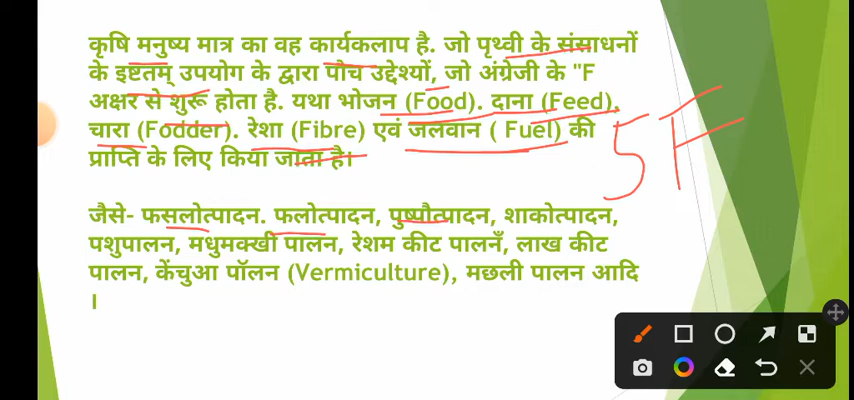 कृषि मनुष्य मात्र का वह कार्यकलाप है. जो पृथ्वी के संसाधनों
के इष्टतम् उपयोग के द्वारा पौच उद्देश्यों, जो अंग्रेजी के "F
अक्षर से शुरू होता है. यथा भोजन (Food). दाना (Feed),
चारा (Fodder). रेशा (Fibre) एवं जलवान ( Fuel) की
प्राप्ति के लिए किया जाता है।
5F
जैसे- फसलोत्पादन. फलोत्पादन, पुष्पौत्पादन, शाकोत्पादन,
पशुपालन, मधुमक्खी पालन, रेशम कीट पालनँ, लाख कीट
पालन, केंचुआ पॉलन (Vermiculture), मछली पालन आदि
।